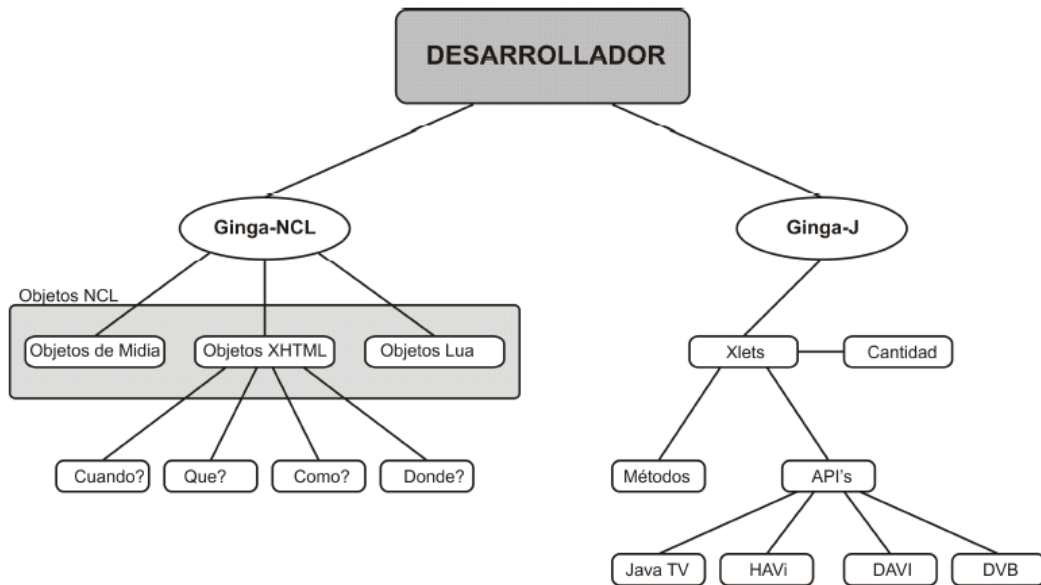 DESARROLLADOR
Ginga-NCL
Ginga-J
Objetos NCL
Objetos de Midia
Objetos XHTML
Objetos Lua
Xlets
Cantidad
Cuando?
Que?
Como?
Donde?
Métodos
API's
Java TV
HAVi
DAVI
DVB